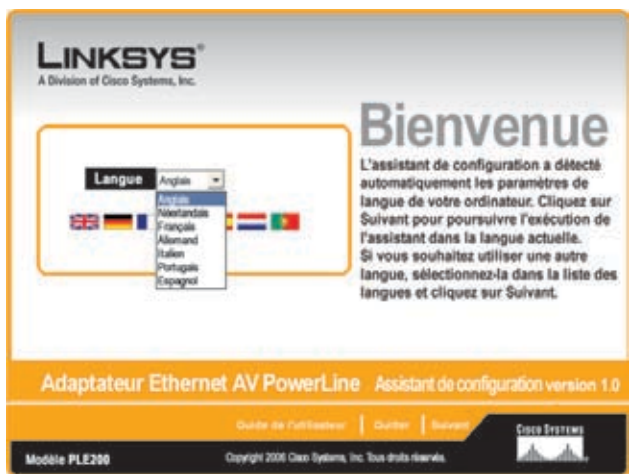 LINKSYS®
A Division of Cisco Systems, Inc.
Bienvenue
L'assistant de configuration a détecté
automatiquement les paramètres de
langue de votre ordinateur. Cliquez sur
Suivant pour poursuivre l'exécution de
l'assistant dans la langue actuelle.
Si vous souhaitez utiliser une autre
langue, sélectionnez-la dans la liste des
langues et cliquez sur Suivant.
Langue Anglais
Anglais
Néerlandais
Français
Allemand
Italien
Portugais
Espagnol
Adaptateur Ethernet AV PowerLine Assistant de configuration version 1.0
Guide de l'utilisateur Quitter Suivant
CISCO SYSTEMS
Modèle PLE200 Copyright 2006 Cisco Systems, Inc. Tous droits réservés.